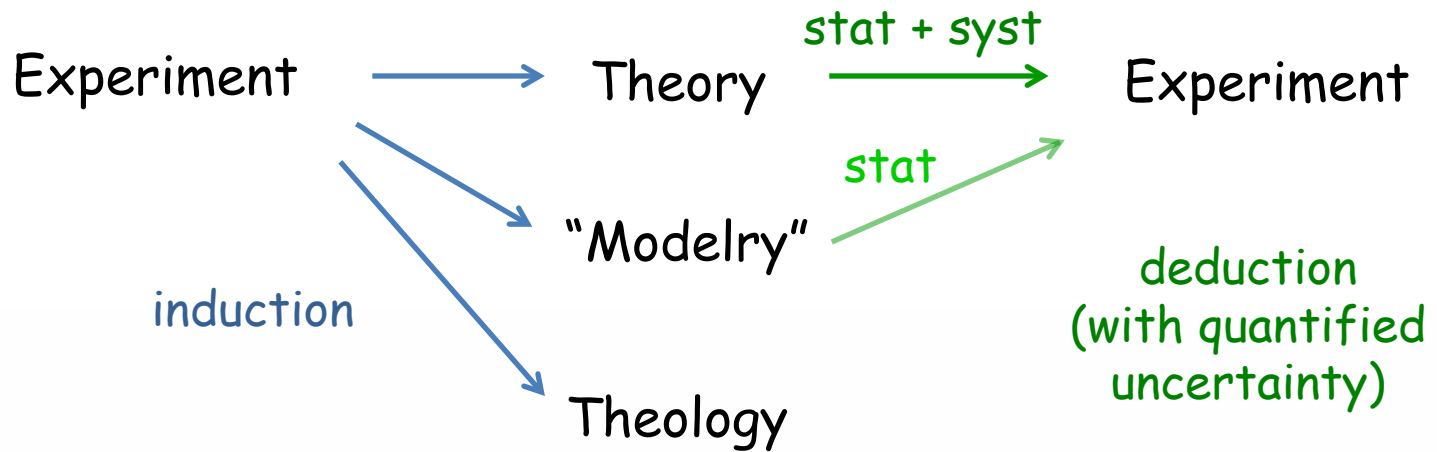 stat + syst
Experiment
Theory
Experiment
stat
“Modelry”
deduction
(with quantified
uncertainty)
induction
Theology